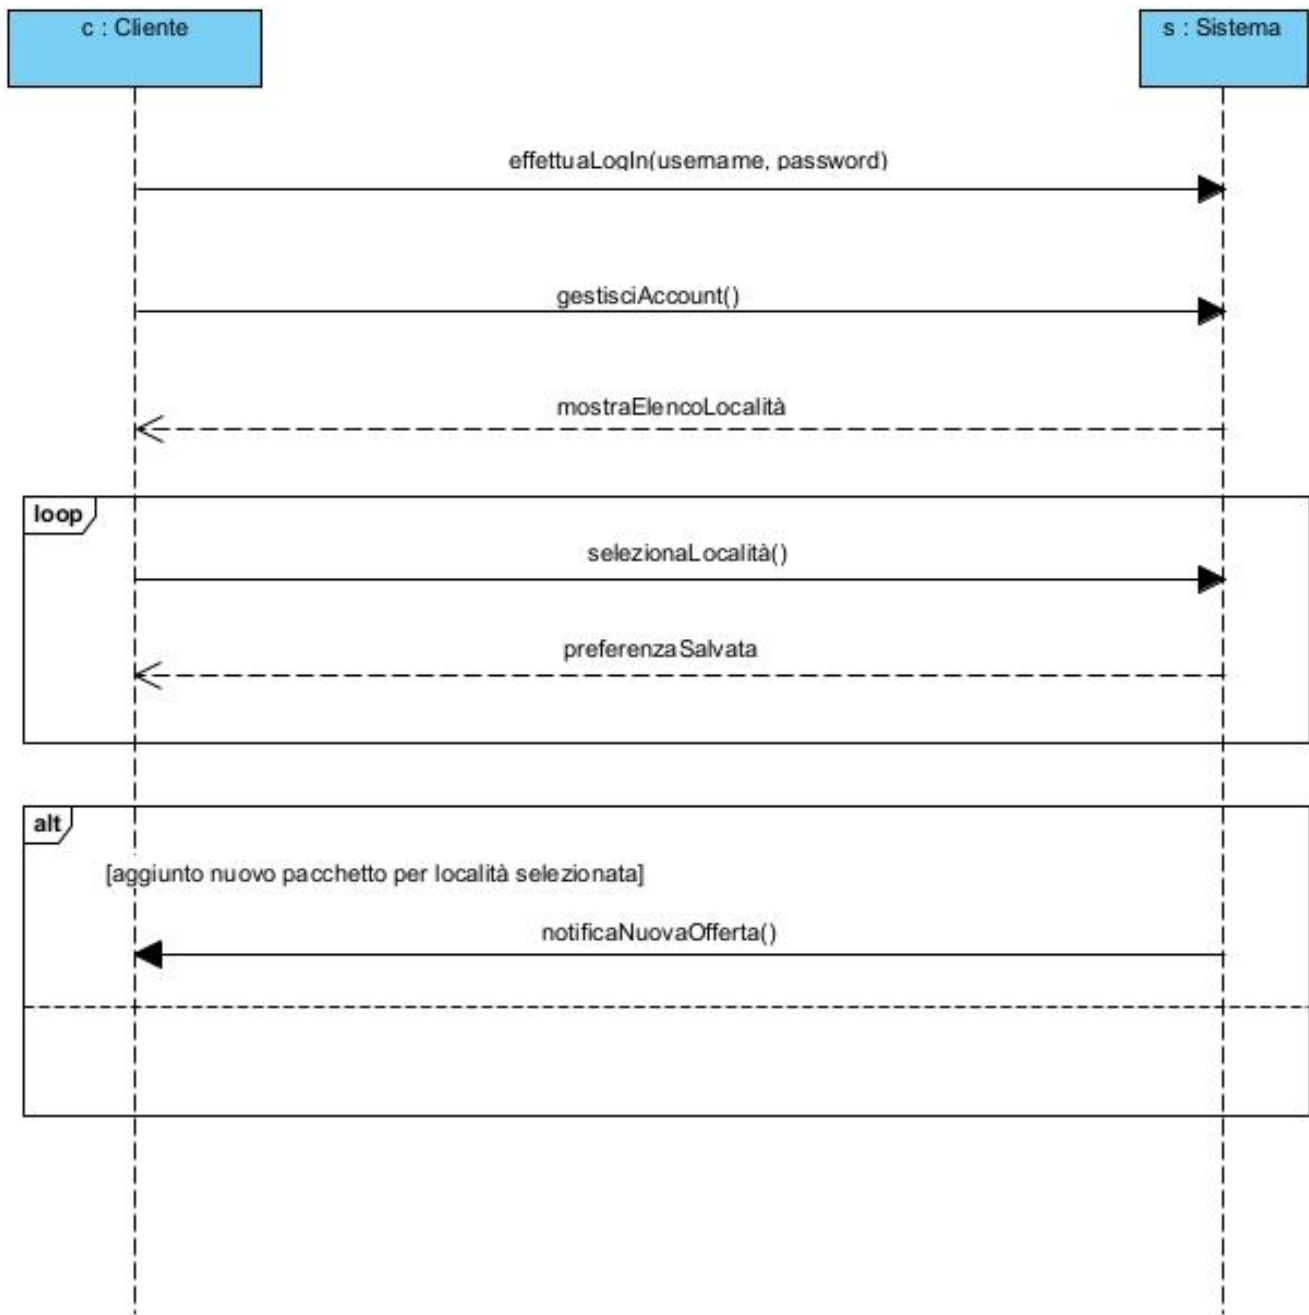 c : Cliente
s : Sistema
effettuaLogIn(username, password)
gestisciAccount()
mostraElencoLocalità
loop
selezionaLocalità()
preferenzaSalvata
alt
[aggiunto nuovo pacchetto per località selezionata]
notificaNuovaOfferta()